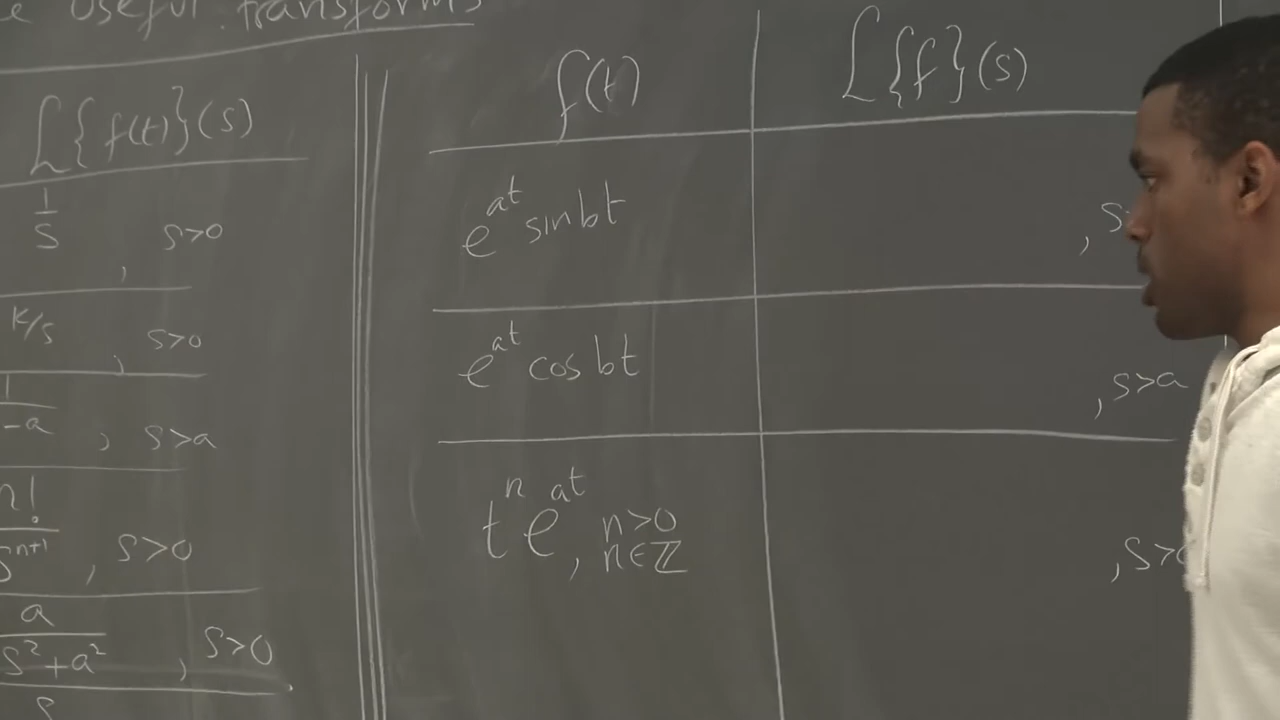 e useful transforms
ℒ{f(t)}(s)
1/s , s>0
K/s , s>0
1/-a , s>a
n!/s^{n+1} , s>0
a/s²+a² , s>0
s
f(t)
ℒ{f}(s)
e^{at} sin bt , s>
e^{at} cos bt , s>a
t^n e^{at}, n>0 , s>
n∈ℤ